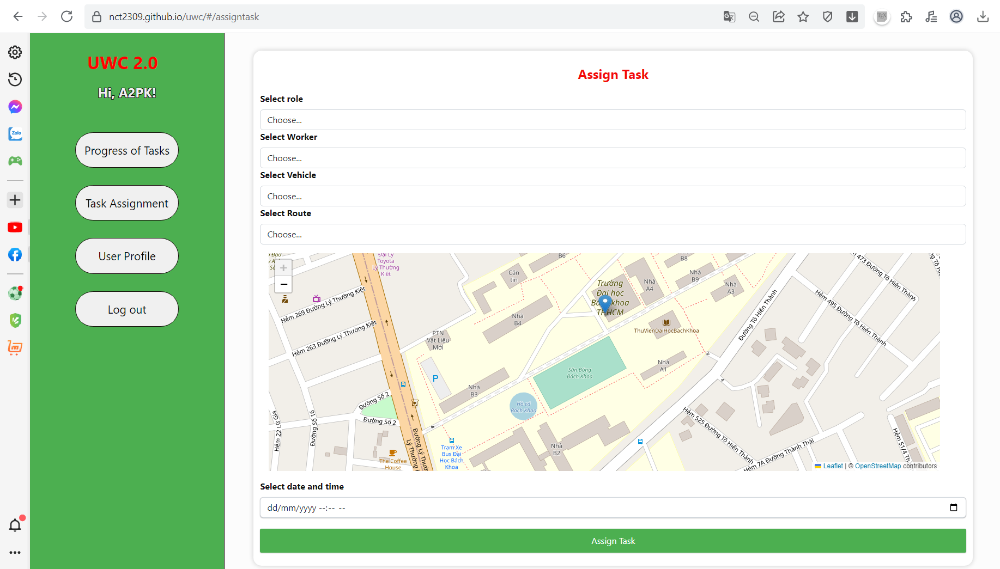 nct2309.github.io/uwc/#/assigntask
UWC 2.0
Hi, A2PK!
Progress of Tasks
Task Assignment
User Profile
Log out
Zalo
Assign Task
Select role
Choose...
Select Worker
Choose...
Select Vehicle
Choose...
Select Route
Choose...
+
−
Đại Lý
Toyota
Lý Thường
Kiệt
B6
B8
Căn
tin
Nhà
A4
Nhà
B9
Nhà
A3
Trường
Đại học
Bách khoa
TPHCM
Hẻm 269 Đường Lý Thường Kiệt
Hẻm 263 Đường Lý Thường Kiệt
Nhà
B4
PTN
Vật Liệu
Mới
ThuVienDaiHocBachKhoa
Đường Tô Hiến Thành
Hẻm 473 Đường Tô Hiến Thành
Hẻm 495 Đường Tô Hiến Thành
Sân Bóng
Bách Khoa
Nhà
A1
P
Nhà
B3
Hồ cá
Bách Khoa
Đường Số 2
Đường Số 2
Đường Số 16
Hẻm 22 Lữ Gia
Đường Lý Thườ
Lý Thường
Trạm Xe
Bus Đại
Học Bách
Khoa
The Coffee
House
Nhà
B2
Hẻm 525 Đường Tô Hiến Thành
Hẻm 7A Đường Thành Thái
Hẻm 51/4 Th
Leaflet | © OpenStreetMap contributors
Select date and time
dd/mm/yyyy --:-- --
Assign Task